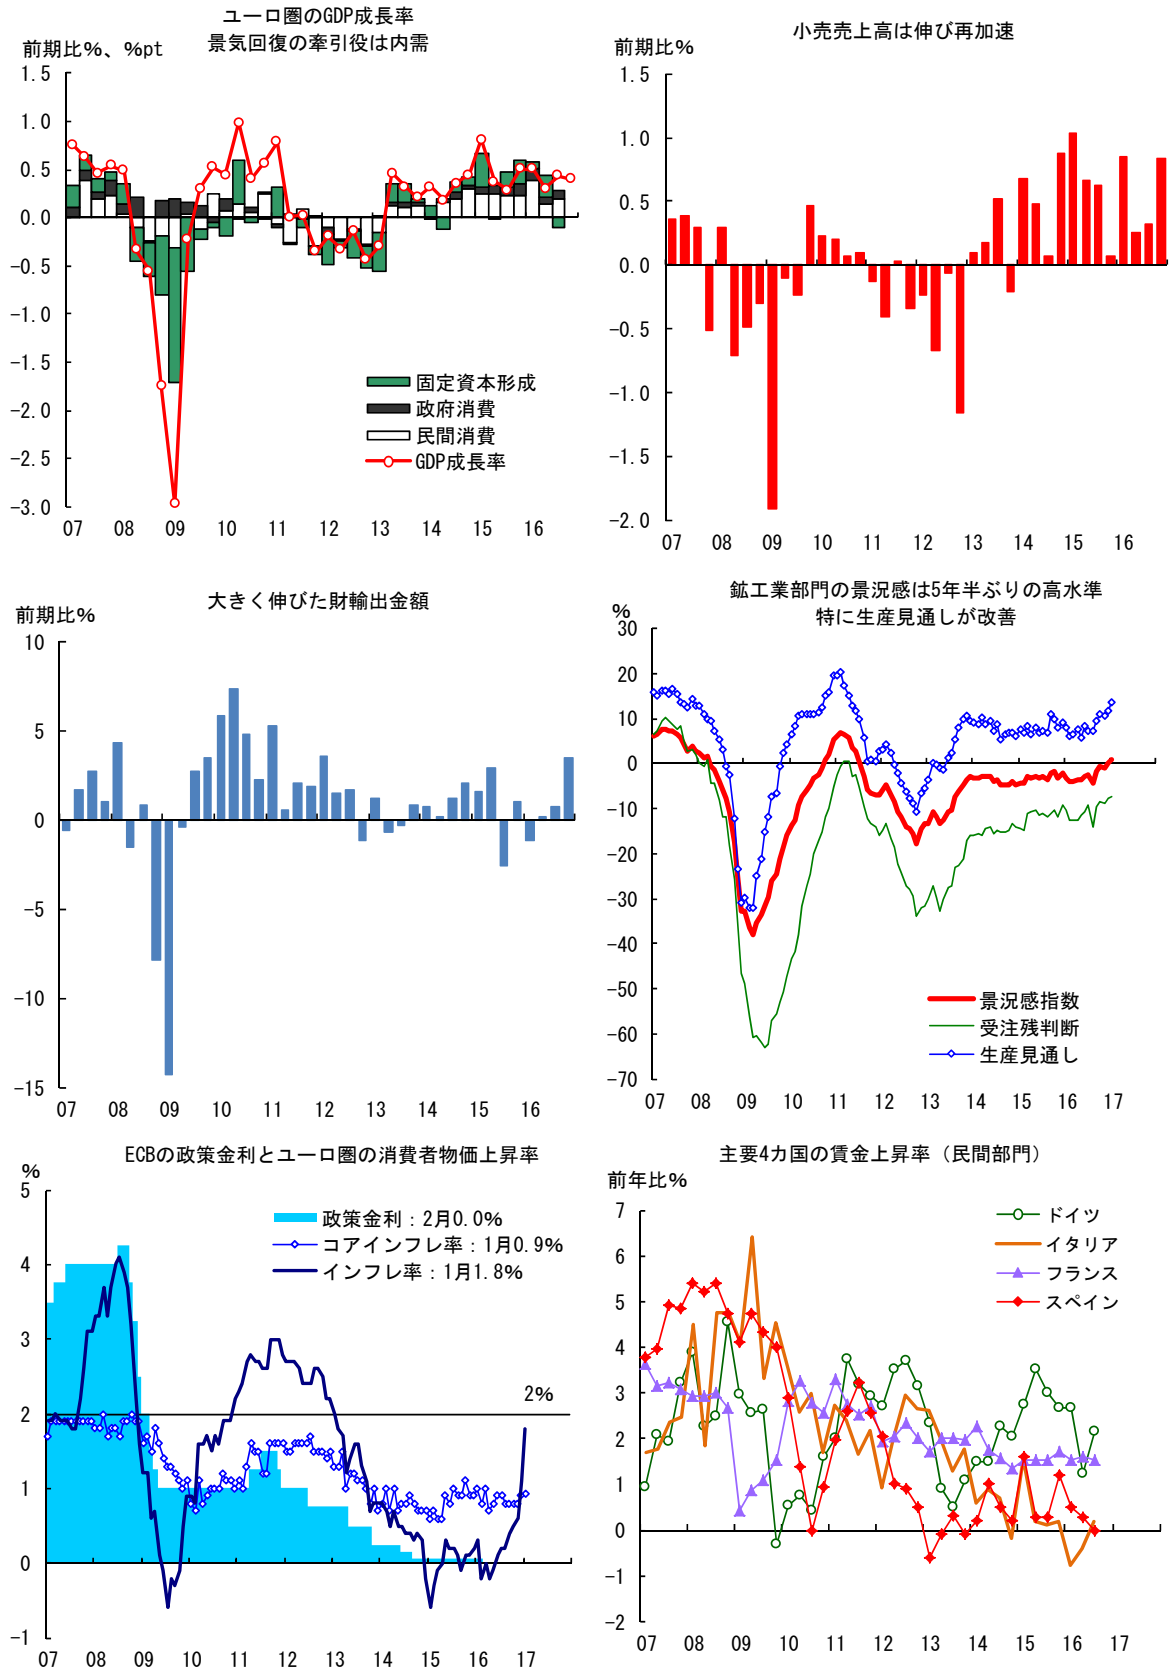 ユーロ圏のGDP成長率
景気回復の牽引役は内需
前期比%、%pt
1.5
1.0
0.5
0.0
-0.5
-1.0
-1.5
-2.0
-2.5
-3.0
固定資本形成
政府消費
民間消費
GDP成長率
07 08 09 10 11 12 13 14 15 16
小売売上高は伸び再加速
前期比%
1.5
1.0
0.5
0.0
-0.5
-1.0
-1.5
-2.0
07 08 09 10 11 12 13 14 15 16
大きく伸びた財輸出金額
前期比%
10
5
0
-5
-10
-15
07 08 09 10 11 12 13 14 15 16
鉱工業部門の景況感は5年半ぶりの高水準
特に生産見通しが改善
%
30
20
10
0
-10
-20
-30
-40
-50
-60
-70
景況感指数
受注残判断
生産見通し
07 08 09 10 11 12 13 14 15 16 17
ECBの政策金利とユーロ圏の消費者物価上昇率
%
5
4
3
2
1
0
-1
政策金利：2月0.0%
コアインフレ率：1月0.9%
インフレ率：1月1.8%
2%
07 08 09 10 11 12 13 14 15 16 17
主要4カ国の賃金上昇率（民間部門）
前年比%
7
6
5
4
3
2
1
0
-1
-2
ドイツ
イタリア
フランス
スペイン
07 08 09 10 11 12 13 14 15 16 17